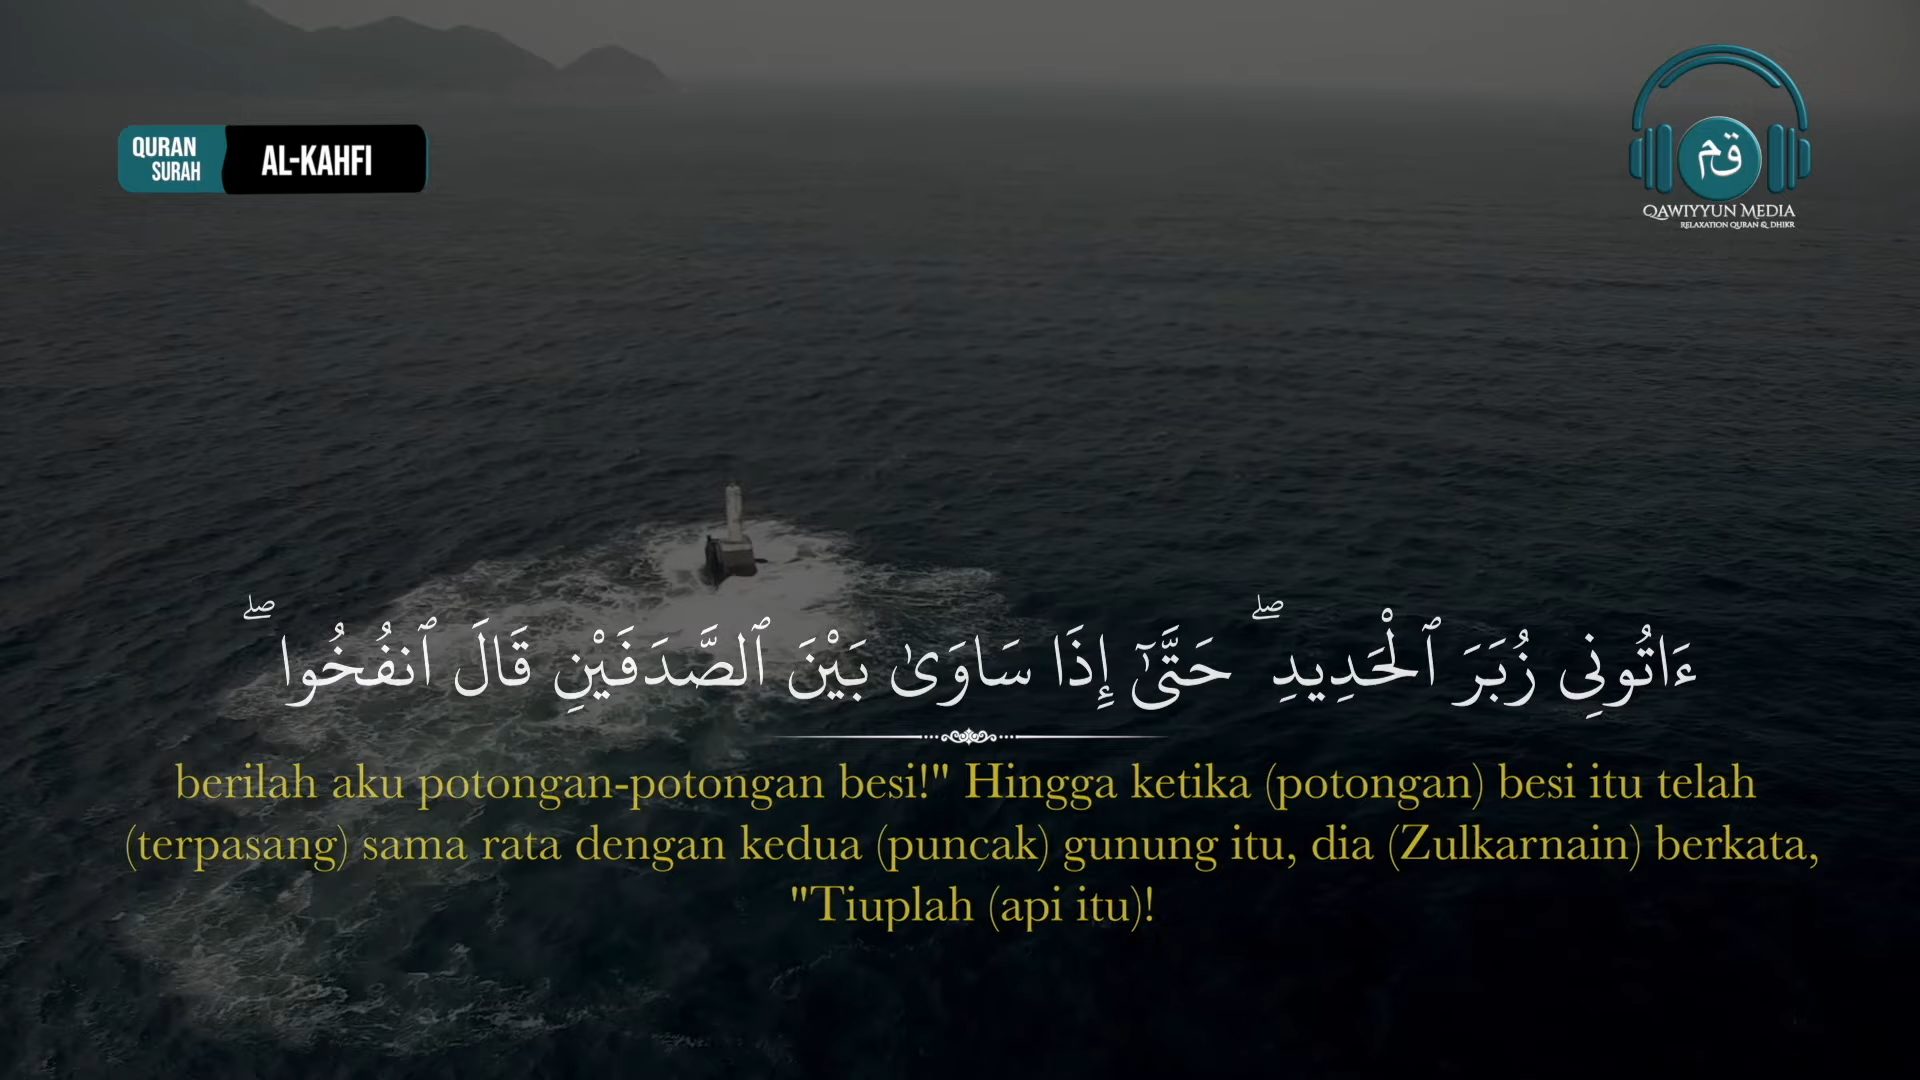 QURAN
SURAH
AL-KAHFI
قم
QAWIYYUN MEDIA
RELAXATION QURAN & DHIKR
ءَاتُونِى زُبَرَ ٱلْحَدِيدِ ۖ حَتَّىٰٓ إِذَا سَاوَىٰ بَيْنَ ٱلصَّدَفَيْنِ قَالَ ٱنفُخُوا ۖ
berilah aku potongan-potongan besi!" Hingga ketika (potongan) besi itu telah
(terpasang) sama rata dengan kedua (puncak) gunung itu, dia (Zulkarnain) berkata,
"Tiuplah (api itu)!